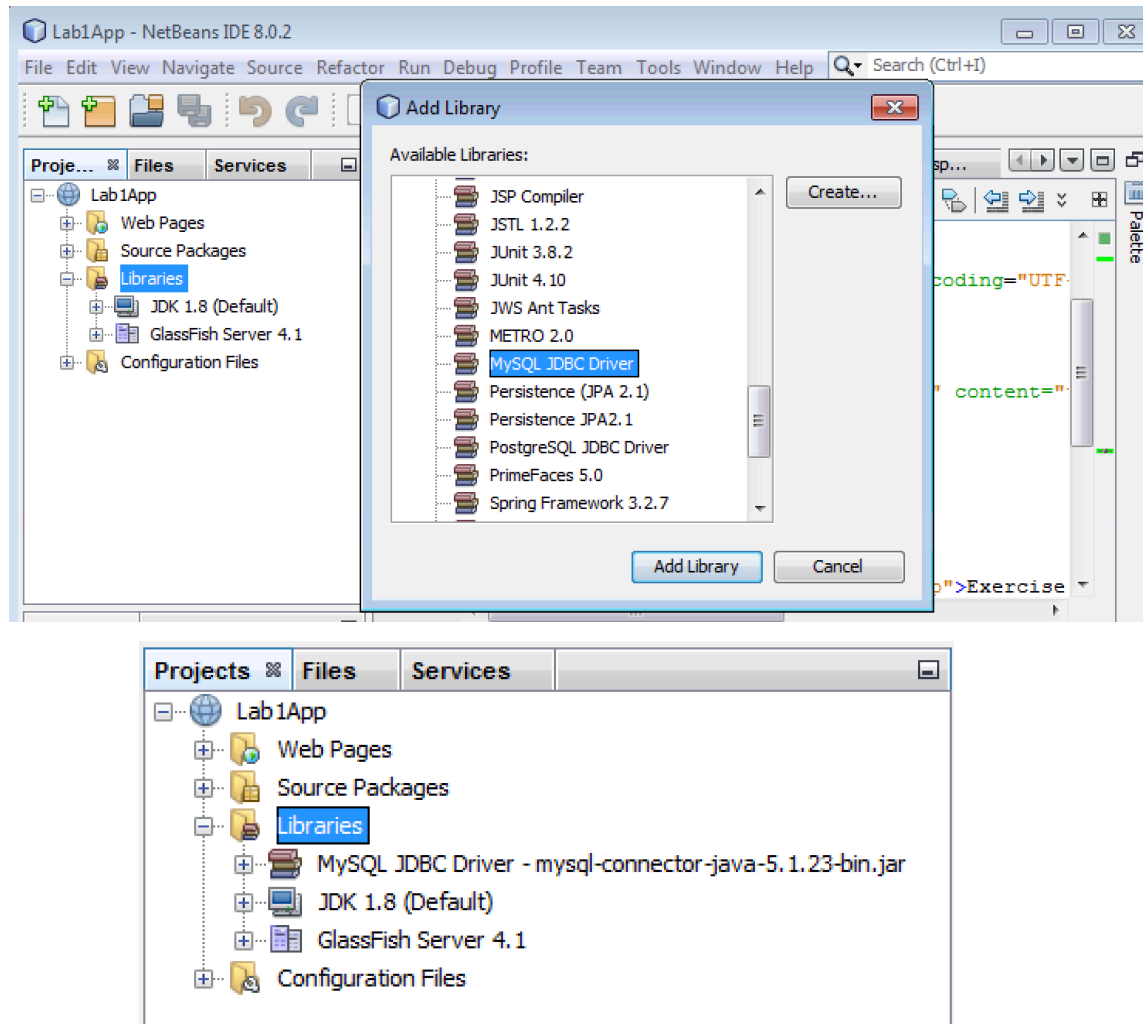 Lab1App - NetBeans IDE 8.0.2
File Edit View Navigate Source Refactor Run Debug Profile Team Tools Window Help Search (Ctrl+I)
Proje... Files Services
Lab1App
Web Pages
Source Packages
Libraries
JDK 1.8 (Default)
GlassFish Server 4.1
Configuration Files
Add Library
Available Libraries:
JSP Compiler
JSTL 1.2.2
JUnit 3.8.2
JUnit 4.10
JWS Ant Tasks
METRO 2.0
MySQL JDBC Driver
Persistence (JPA 2.1)
Persistence JPA2.1
PostgreSQL JDBC Driver
PrimeFaces 5.0
Spring Framework 3.2.7
Create...
Add Library Cancel
sp...
coding="UTF-
" content="
">Exercise
Palette
Projects Files Services
Lab1App
Web Pages
Source Packages
Libraries
MySQL JDBC Driver - mysql-connector-java-5.1.23-bin.jar
JDK 1.8 (Default)
GlassFish Server 4.1
Configuration Files